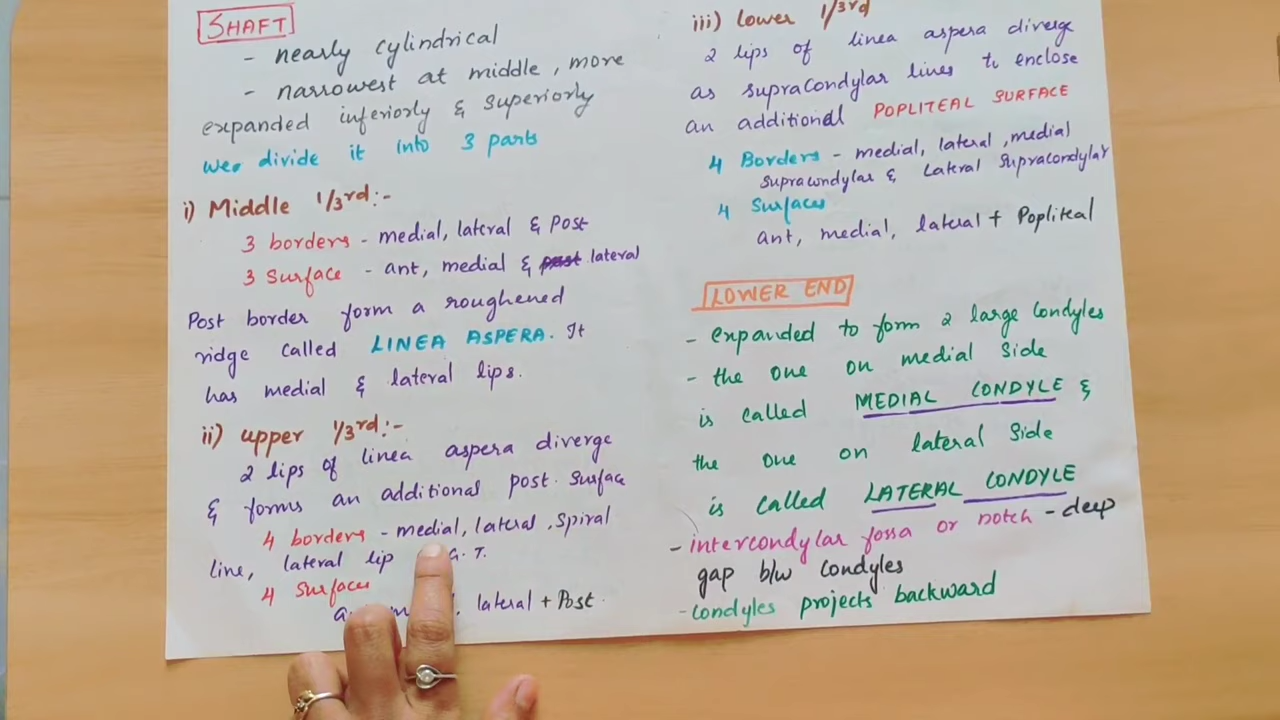 SHAFT
- nearly cylindrical
- narrowest at middle, more
expanded inferiorly & superiorly
we divide it into 3 parts
i) Middle 1/3rd:-
3 borders - medial, lateral & post
3 surface - ant, medial & post lateral
Post border form a roughened
ridge called LINEA ASPERA. It
has medial & lateral lips.
ii) upper 1/3rd:-
2 lips of linea aspera diverge
& forms an additional post. surface
4 borders - medial, lateral, spiral
line, lateral lip G.T.
4 surfaces
lateral + Post.
iii) lower 1/3rd
2 lips of linea aspera diverge
as supracondylar lines to enclose
an additional POPLITEAL SURFACE
4 Borders - medial, lateral, medial
supracondylar & lateral supracondylar
4 surfaces
ant, medial, lateral + Popliteal
LOWER END
- expanded to form 2 large condyles
- the one on medial side
is called MEDIAL CONDYLE &
the one on lateral side
is called LATERAL CONDYLE
- intercondylar fossa or notch - deep
gap b/w condyles
- condyles projects backward